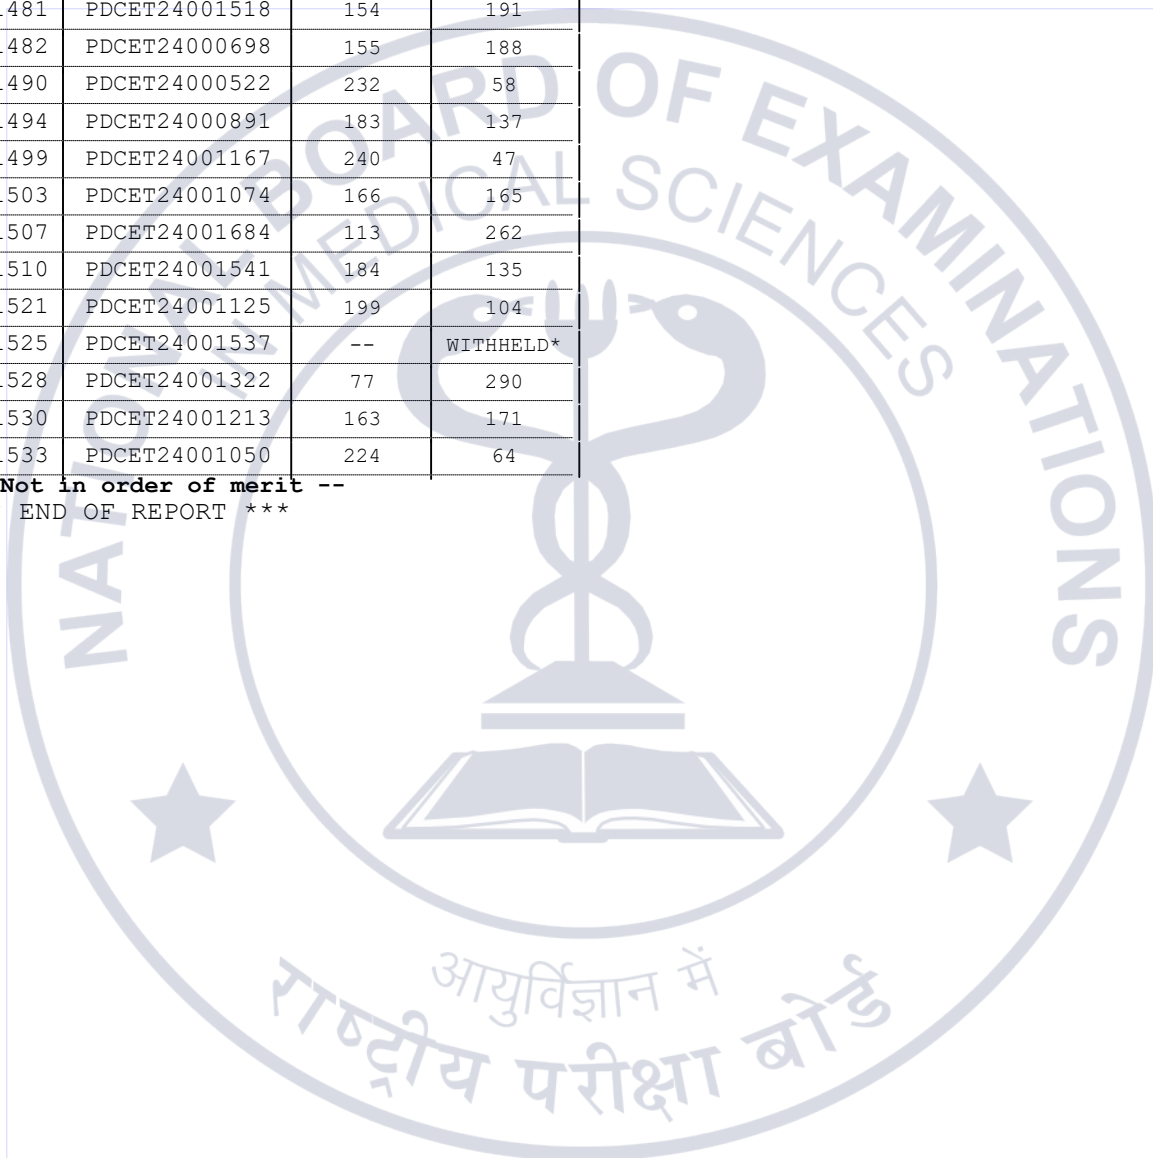 481 PDCET24001518 154 191
482 PDCET24000698 155 188
490 PDCET24000522 232 58
494 PDCET24000891 183 137
499 PDCET24001167 240 47
503 PDCET24001074 166 165
507 PDCET24001684 113 262
510 PDCET24001541 184 135
521 PDCET24001125 199 104
525 PDCET24001537 -- WITHHELD*
528 PDCET24001322 77 290
530 PDCET24001213 163 171
533 PDCET24001050 224 64
Not in order of merit --
END OF REPORT ***
NATIONAL BOARD OF EXAMINATIONS
IN MEDICAL SCIENCES
आयुर्विज्ञान में
राष्ट्रीय परीक्षा बोर्ड